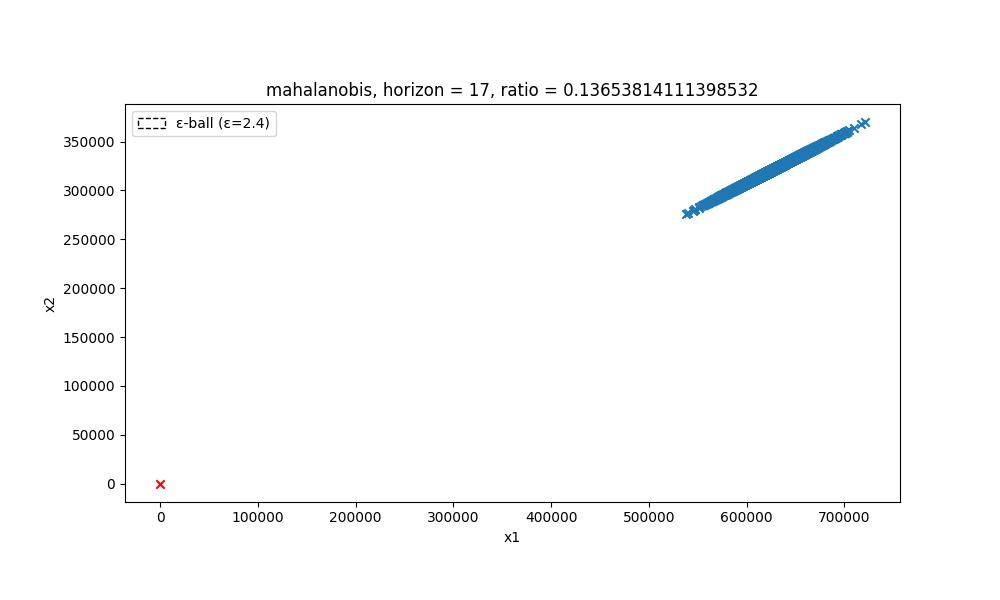 mahalanobis, horizon = 17, ratio = 0.13653814111398532
ε-ball (ε=2.4)
350000
300000
250000
200000
150000
100000
50000
0
x2
0 100000 200000 300000 400000 500000 600000 700000
x1